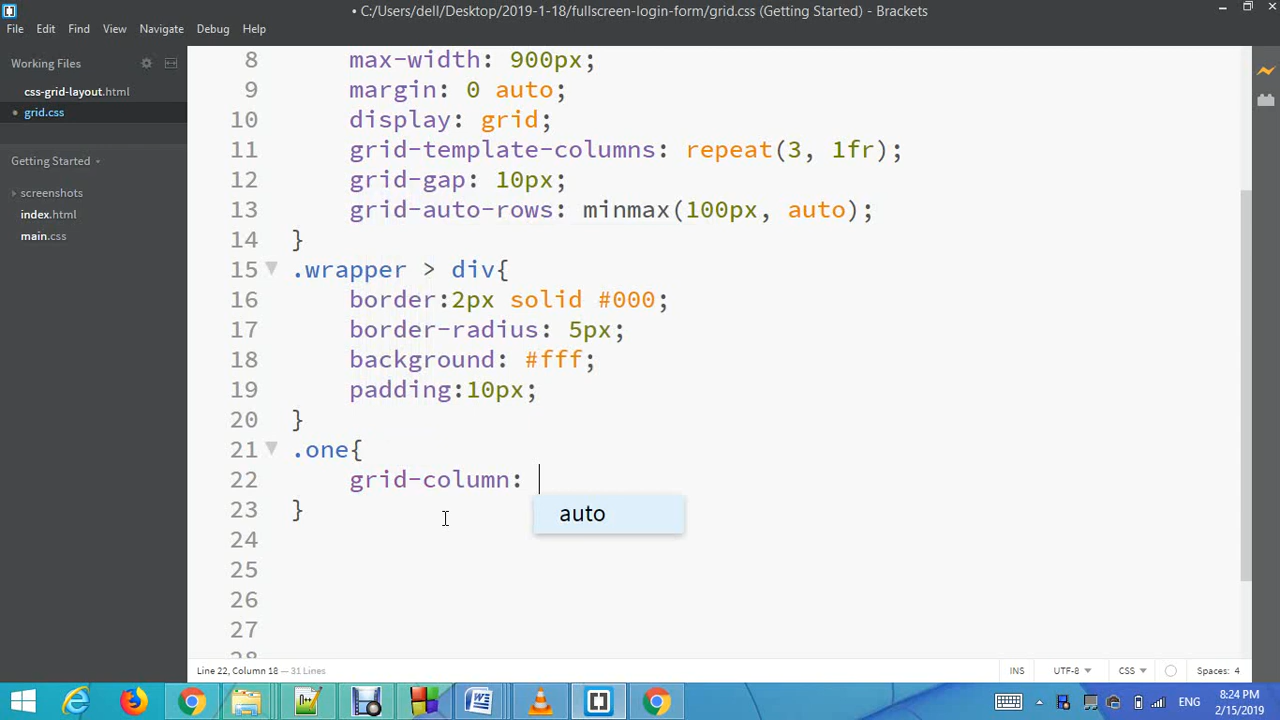 • C:/Users/dell/Desktop/2019-1-18/fullscreen-login-form/grid.css (Getting Started) - Brackets
File Edit Find View Navigate Debug Help
Working Files
css-grid-layout.html
• grid.css
Getting Started
screenshots
index.html
main.css
8 max-width: 900px;
9 margin: 0 auto;
10 display: grid;
11 grid-template-columns: repeat(3, 1fr);
12 grid-gap: 10px;
13 grid-auto-rows: minmax(100px, auto);
14 }
15 .wrapper > div{
16 border:2px solid #000;
17 border-radius: 5px;
18 background: #fff;
19 padding:10px;
20 }
21 .one{
22 grid-column:
auto
23 }
24
25
26
27
28
Line 22, Column 18 — 31 Lines
INS UTF-8 CSS Spaces: 4
ENG
8:24 PM
2/15/2019